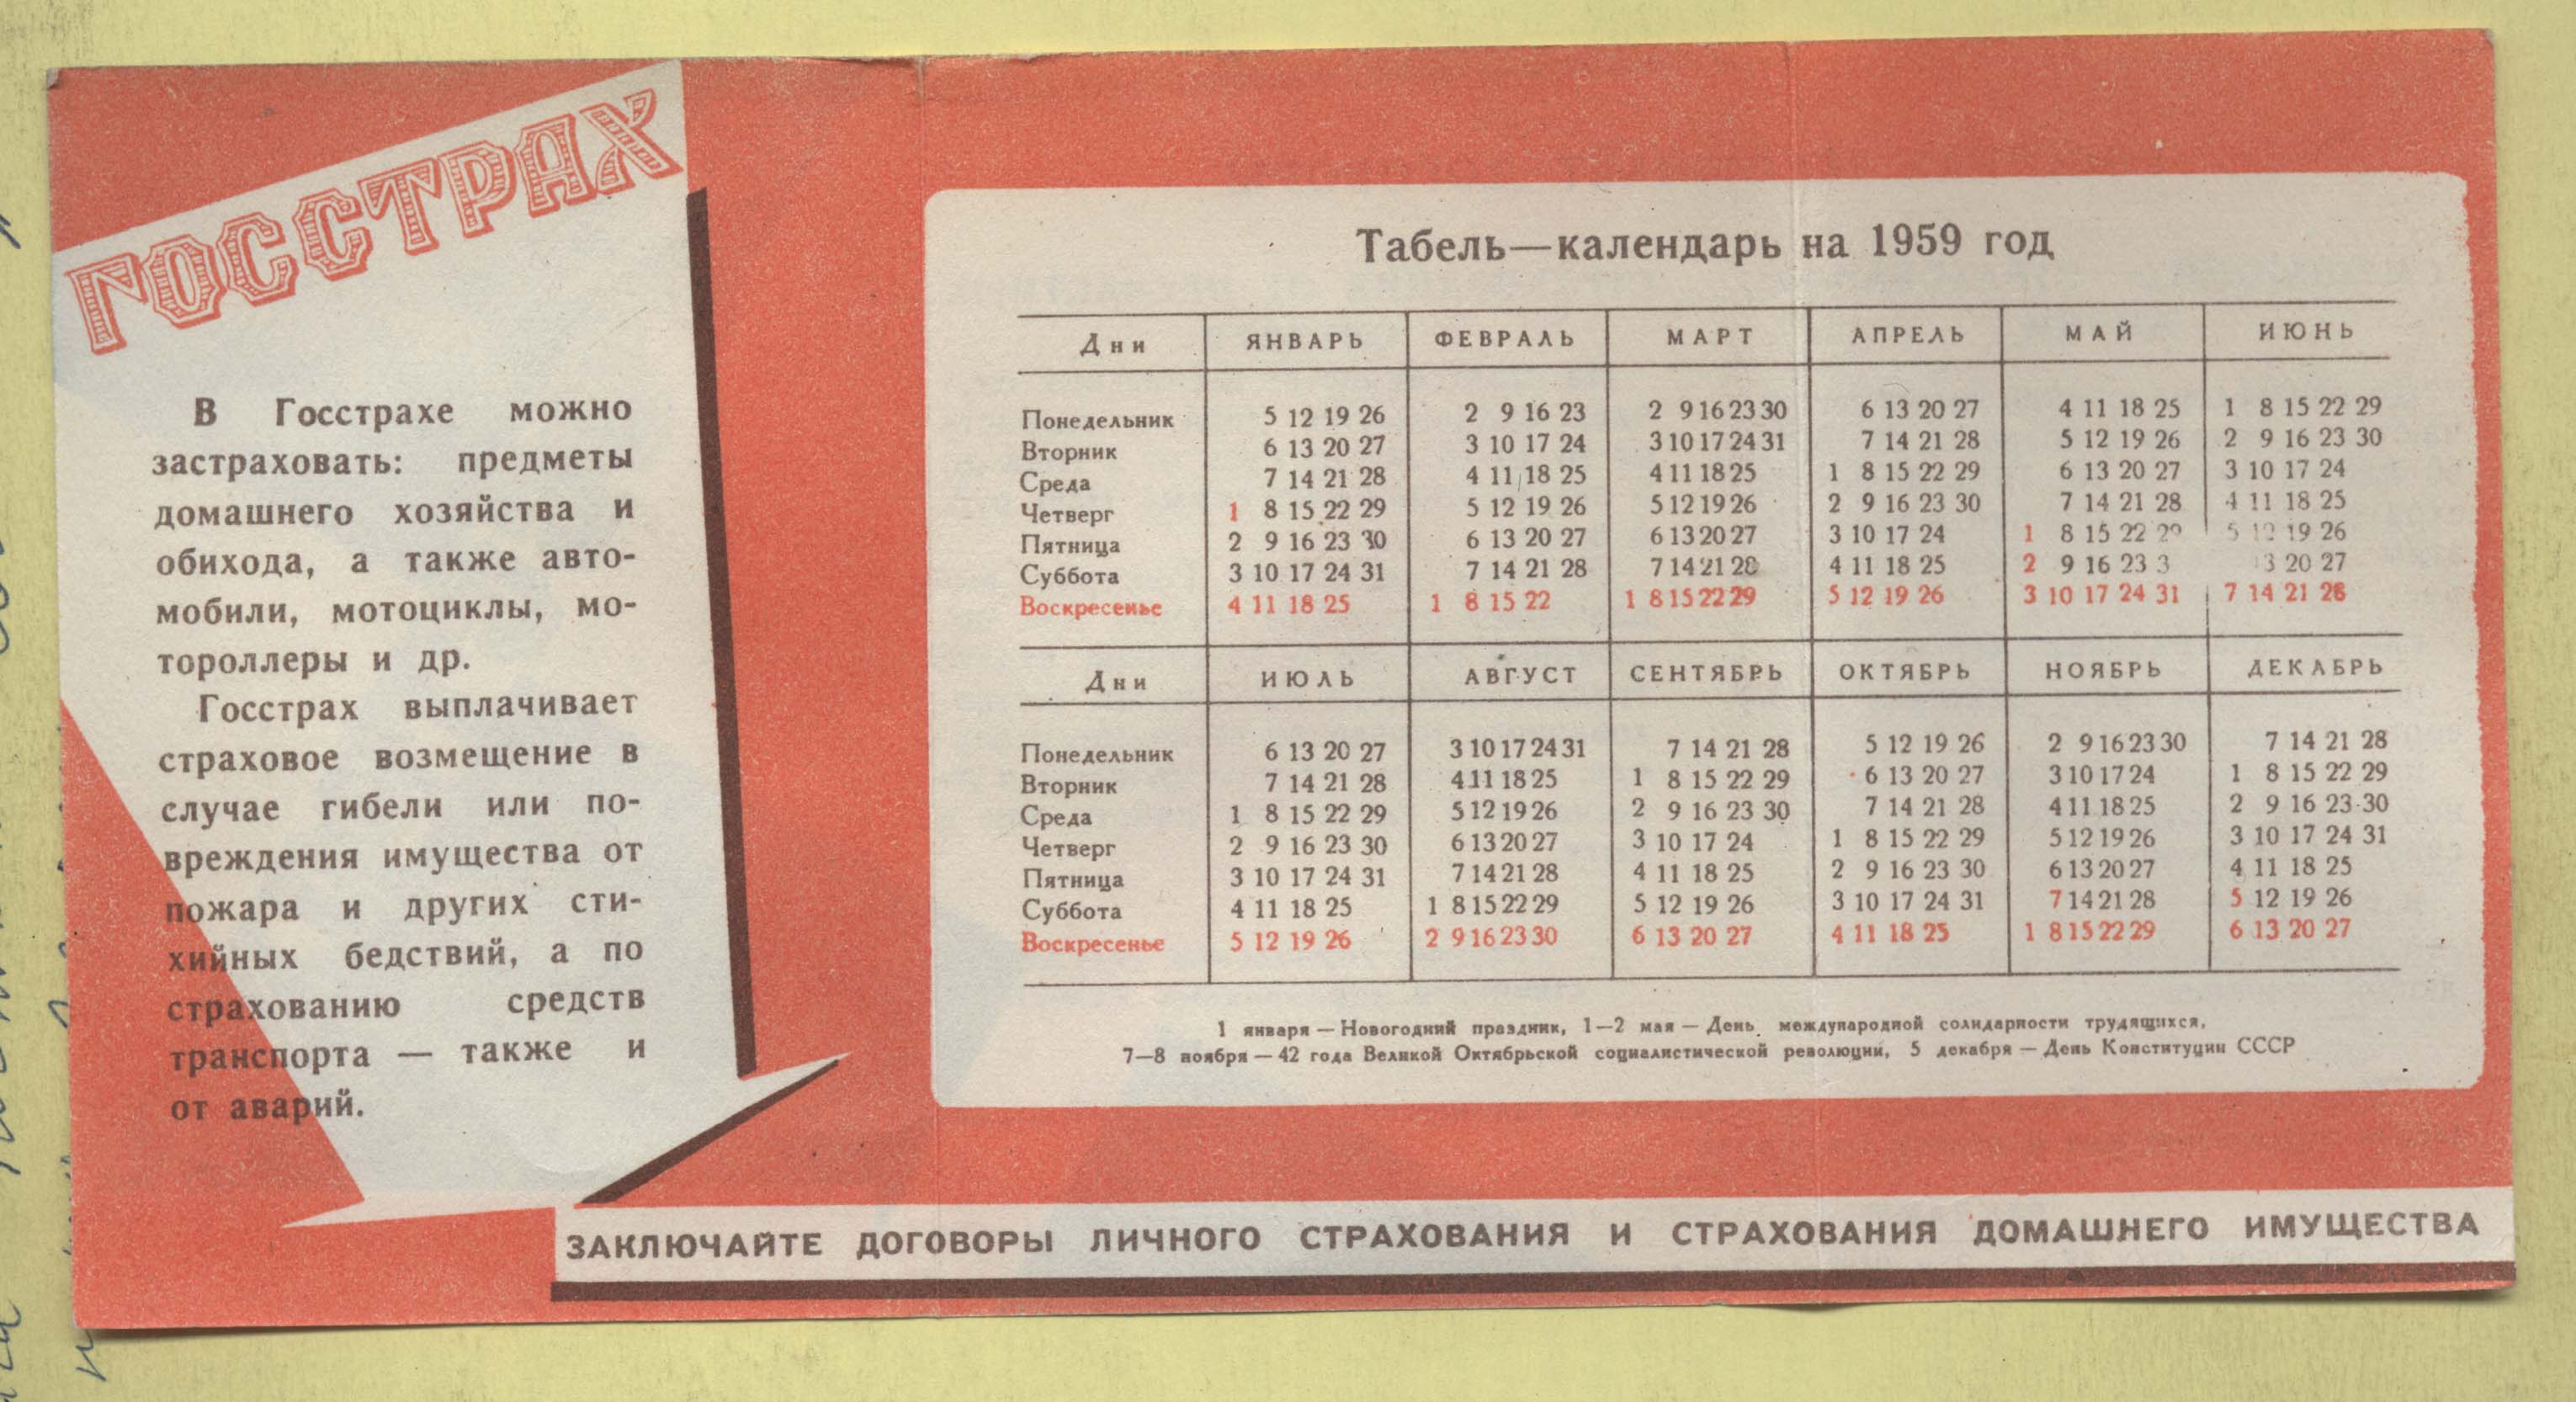 ГОССТРАХ
В Госстрахе можно
застраховать: предметы
домашнего хозяйства и
обихода, а также авто-
мобили, мотоциклы, мо-
тороллеры и др.
Госстрах выплачивает
страховое возмещение в
случае гибели или по-
вреждения имущества от
пожара и других сти-
хийных бедствий, а по
страхованию средств
транспорта — также и
от аварий.
Табель—календарь на 1959 год
Дни ЯНВАРЬ ФЕВРАЛЬ МАРТ АПРЕЛЬ МАЙ ИЮНЬ
Понедельник 5 12 19 26 2 9 16 23 2 9 16 23 30 6 13 20 27 4 11 18 25 1 8 15 22 29
Вторник 6 13 20 27 3 10 17 24 3 10 17 24 31 7 14 21 28 5 12 19 26 2 9 16 23 30
Среда 7 14 21 28 4 11 18 25 4 11 18 25 1 8 15 22 29 6 13 20 27 3 10 17 24
Четверг 1 8 15 22 29 5 12 19 26 5 12 19 26 2 9 16 23 30 7 14 21 28 4 11 18 25
Пятница 2 9 16 23 30 6 13 20 27 6 13 20 27 3 10 17 24 1 8 15 22 29 5 12 19 26
Суббота 3 10 17 24 31 7 14 21 28 7 14 21 28 4 11 18 25 2 9 16 23 20 27
Воскресенье 4 11 18 25 1 8 15 22 1 8 15 22 29 5 12 19 26 3 10 17 24 31 7 14 21 28
Дни ИЮЛЬ АВГУСТ СЕНТЯБРЬ ОКТЯБРЬ НОЯБРЬ ДЕКАБРЬ
Понедельник 6 13 20 27 3 10 17 24 31 7 14 21 28 5 12 19 26 2 9 16 23 30 7 14 21 28
Вторник 7 14 21 28 4 11 18 25 1 8 15 22 29 6 13 20 27 3 10 17 24 1 8 15 22 29
Среда 1 8 15 22 29 5 12 19 26 2 9 16 23 30 7 14 21 28 4 11 18 25 2 9 16 23 30
Четверг 2 9 16 23 30 6 13 20 27 3 10 17 24 1 8 15 22 29 5 12 19 26 3 10 17 24 31
Пятница 3 10 17 24 31 7 14 21 28 4 11 18 25 2 9 16 23 30 6 13 20 27 4 11 18 25
Суббота 4 11 18 25 1 8 15 22 29 5 12 19 26 3 10 17 24 31 7 14 21 28 5 12 19 26
Воскресенье 5 12 19 26 2 9 16 23 30 6 13 20 27 4 11 18 25 1 8 15 22 29 6 13 20 27
1 января — Новогодний праздник, 1—2 мая — День международной солидарности трудящихся,
7—8 ноября — 42 года Великой Октябрьской социалистической революции, 5 декабря — День Конституции СССР
ЗАКЛЮЧАЙТЕ ДОГОВОРЫ ЛИЧНОГО СТРАХОВАНИЯ И СТРАХОВАНИЯ ДОМАШНЕГО ИМУЩЕСТВА